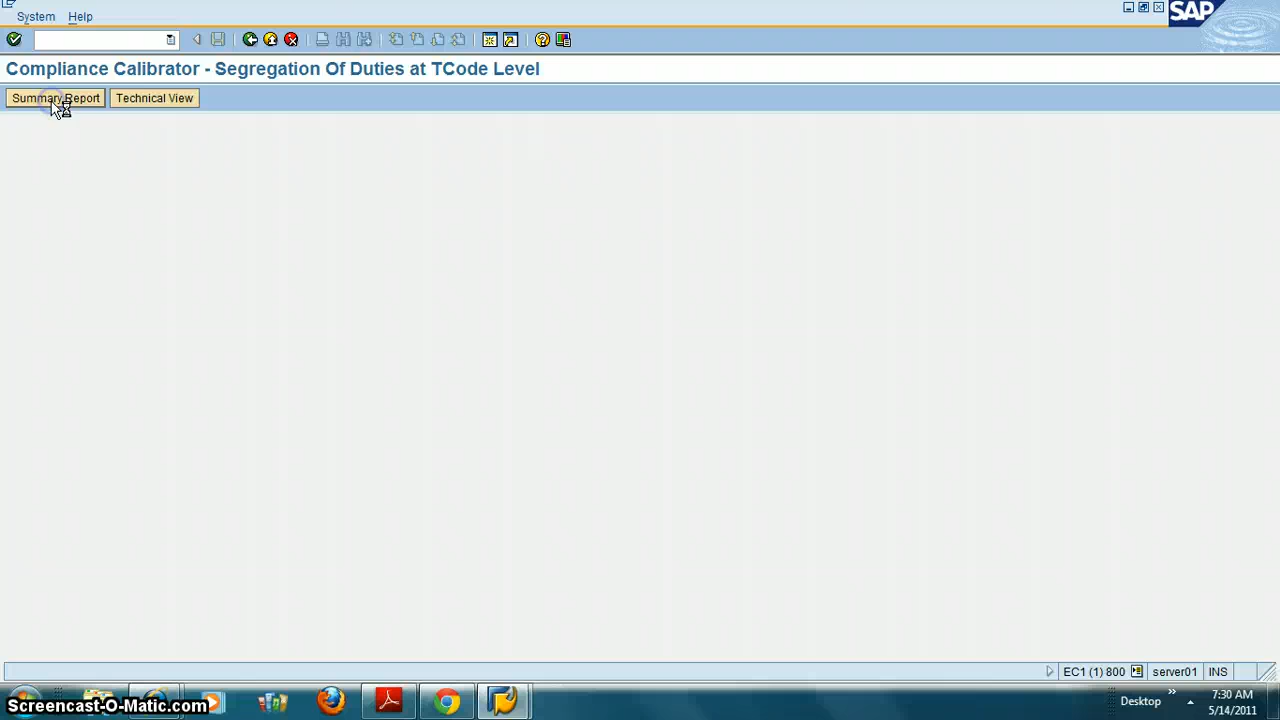 System Help
SAP
Compliance Calibrator - Segregation Of Duties at TCode Level
Summary Report Technical View
EC1 (1) 800 server01 INS
Screencast-O-Matic.com
Desktop
7:30 AM
5/14/2011